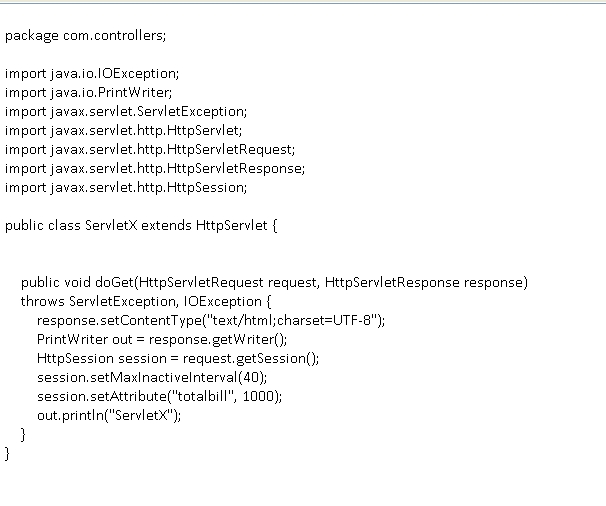 package com.controllers;
import java.io.IOException;
import java.io.PrintWriter;
import javax.servlet.ServletException;
import javax.servlet.http.HttpServlet;
import javax.servlet.http.HttpServletRequest;
import javax.servlet.http.HttpServletResponse;
import javax.servlet.http.HttpSession;
public class ServletX extends HttpServlet {
public void doGet(HttpServletRequest request, HttpServletResponse response)
throws ServletException, IOException {
response.setContentType("text/html;charset=UTF-8");
PrintWriter out = response.getWriter();
HttpSession session = request.getSession();
session.setMaxInactiveInterval(40);
session.setAttribute("totalbill", 1000);
out.println("ServletX");
}
}